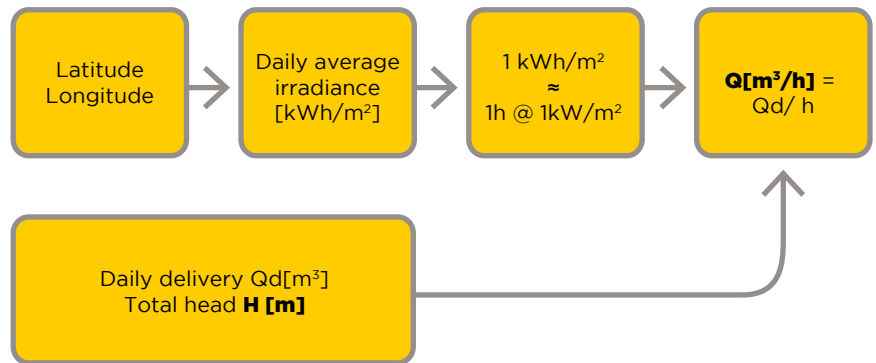 Latitude
Longitude
Daily average
irradiance
[kWh/m²]
1 kWh/m²
≈
1h @ 1kW/m²
Q[m³/h] =
Qd/ h
Daily delivery Qd[m³]
Total head H [m]